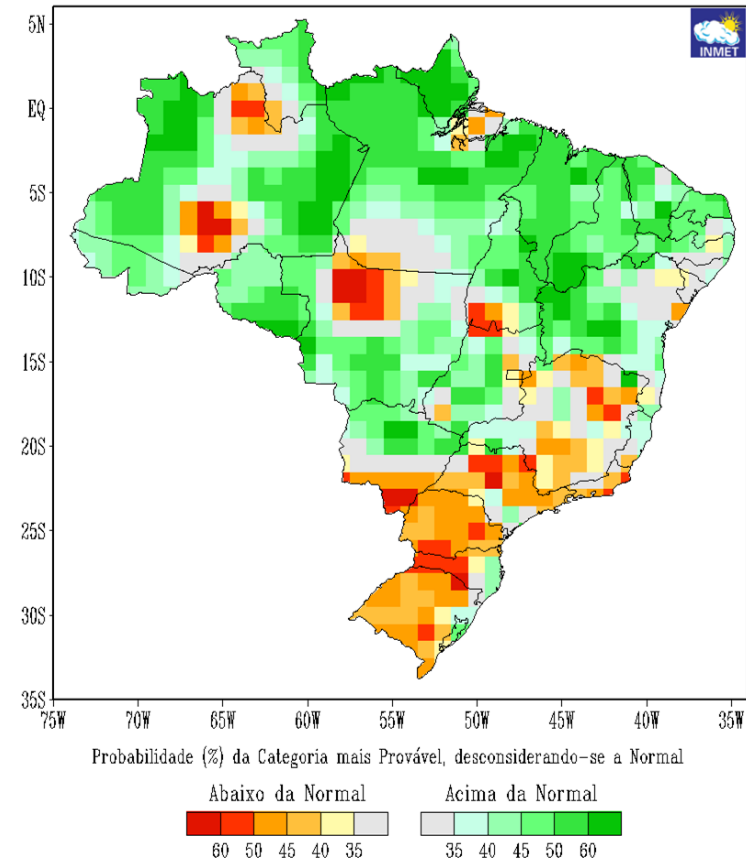 INMET
5N
EQ
5S
10S
15S
20S
25S
30S
35S
75W 70W 65W 60W 55W 50W 45W 40W 35W
Probabilidade (%) da Categoria mais Provável, desconsiderando-se a Normal
Abaixo da Normal Acima da Normal
60 50 45 40 35 35 40 45 50 60